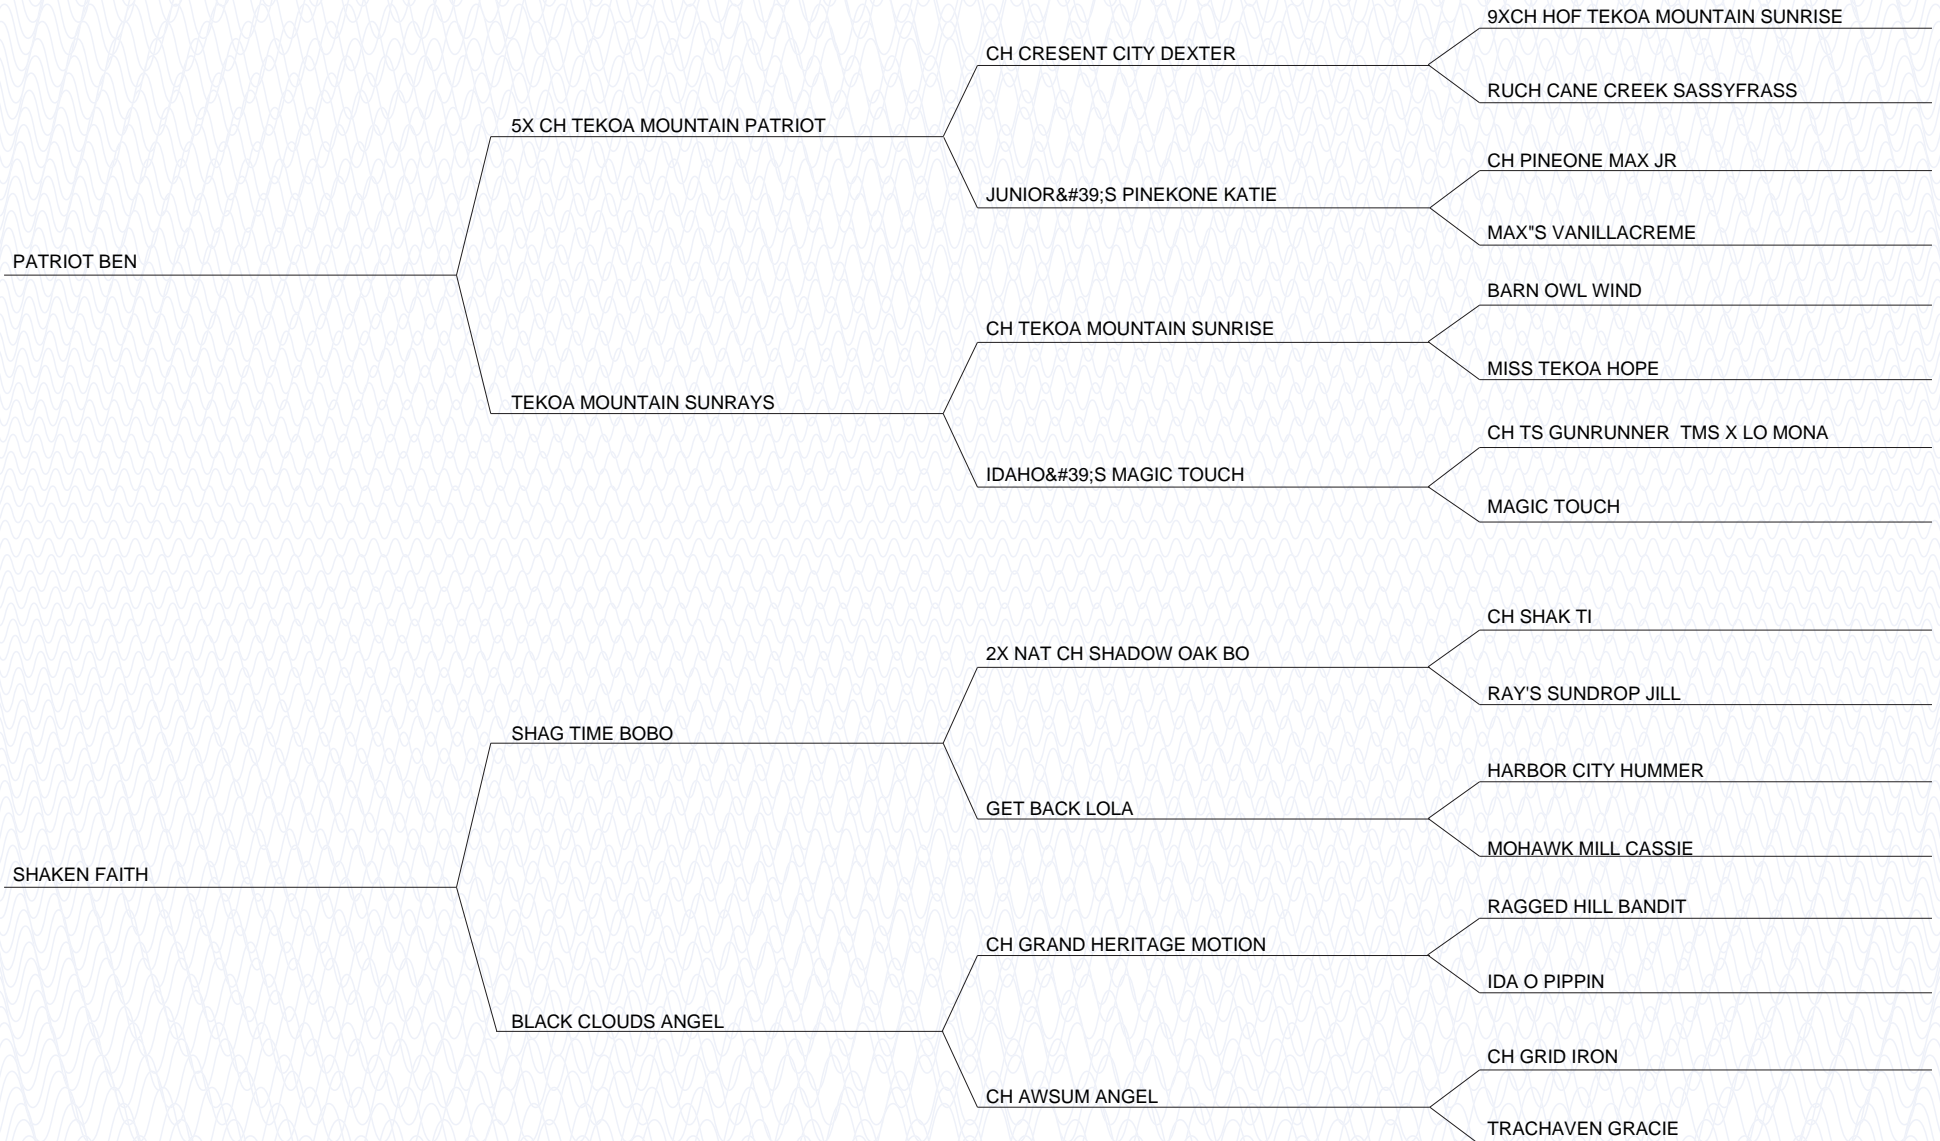 9XCH HOF TEKOA MOUNTAIN SUNRISE
CH CRESENT CITY DEXTER
RUCH CANE CREEK SASSYFRASS
5X CH TEKOA MOUNTAIN PATRIOT
CH PINEONE MAX JR
JUNIOR&#39;S PINEKONE KATIE
MAX"S VANILLACREME
PATRIOT BEN
BARN OWL WIND
CH TEKOA MOUNTAIN SUNRISE
MISS TEKOA HOPE
TEKOA MOUNTAIN SUNRAYS
CH TS GUNRUNNER  TMS X LO MONA
IDAHO&#39;S MAGIC TOUCH
MAGIC TOUCH
CH SHAK TI
2X NAT CH SHADOW OAK BO
RAY'S SUNDROP JILL
SHAG TIME BOBO
HARBOR CITY HUMMER
GET BACK LOLA
MOHAWK MILL CASSIE
SHAKEN FAITH
RAGGED HILL BANDIT
CH GRAND HERITAGE MOTION
IDA O PIPPIN
BLACK CLOUDS ANGEL
CH GRID IRON
CH AWSUM ANGEL
TRACHAVEN GRACIE